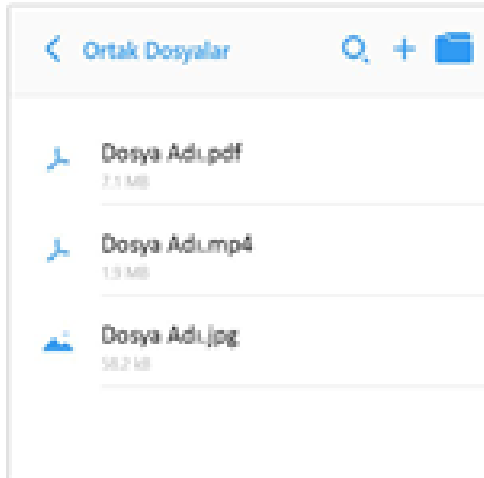 Ortak Dosyalar
Dosya Adı.pdf
7.1 MB
Dosya Adı.mp4
1.9 MB
Dosya Adı.jpg
58.2 kB